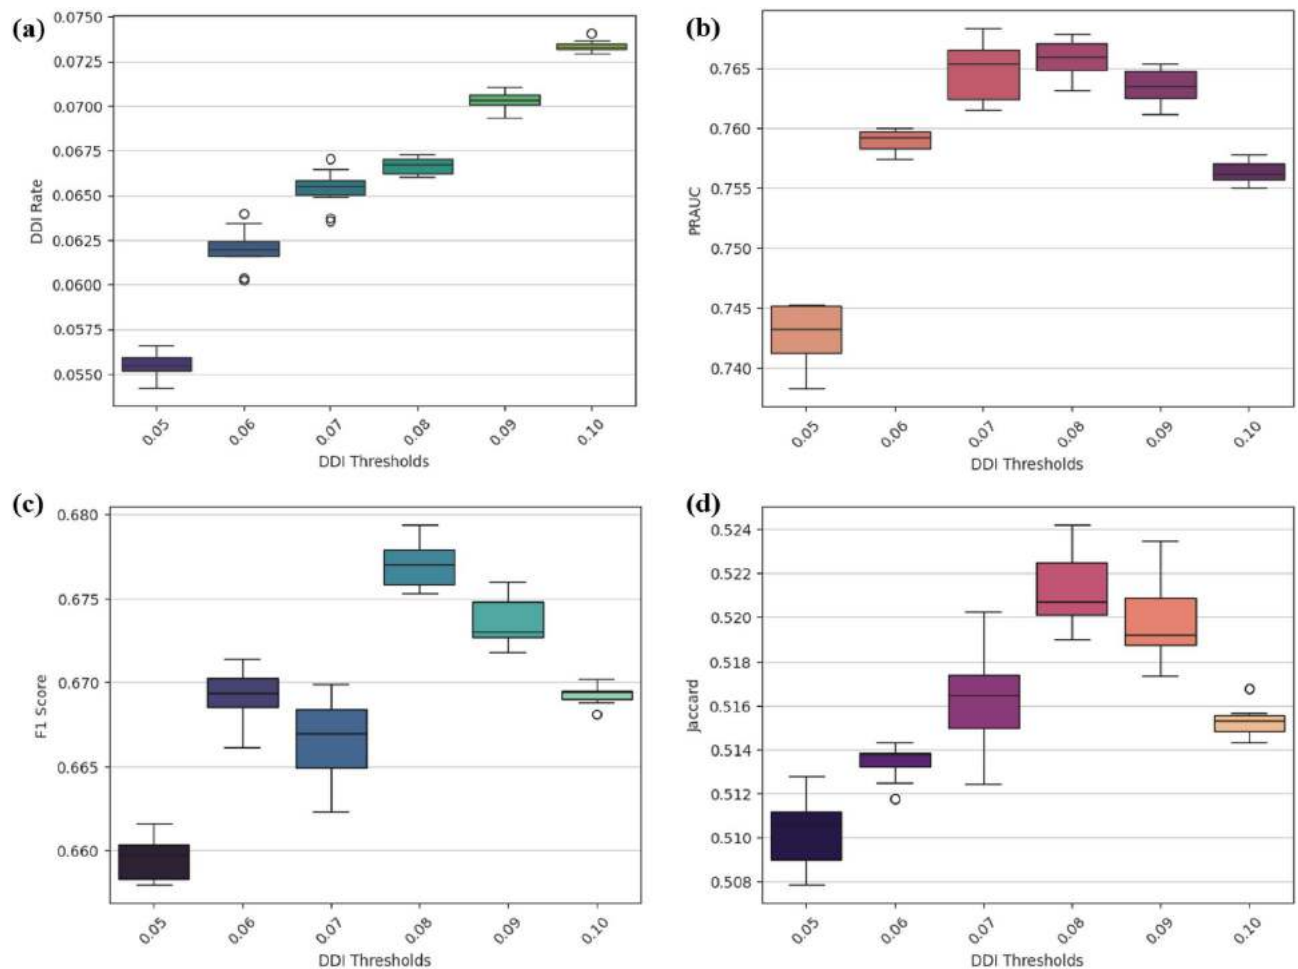 (a)
0.0750
0.0725
0.0700
0.0675
0.0650
0.0625
0.0600
0.0575
0.0550
DDI Rate
0.05 0.06 0.07 0.08 0.09 0.10
DDI Thresholds
(b)
0.765
0.760
0.755
0.750
0.745
0.740
PRAUC
0.05 0.06 0.07 0.08 0.09 0.10
DDI Thresholds
(c)
0.680
0.675
0.670
0.665
0.660
F1 Score
0.05 0.06 0.07 0.08 0.09 0.10
DDI Thresholds
(d)
0.524
0.522
0.520
0.518
0.516
0.514
0.512
0.510
0.508
Jaccard
0.05 0.06 0.07 0.08 0.09 0.10
DDI Thresholds